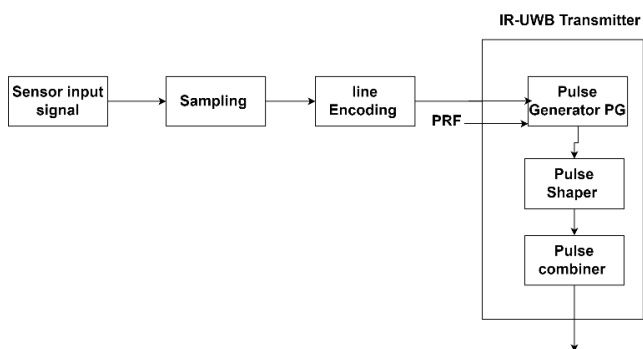 IR-UWB Transmitter
Sensor input
signal
Sampling
line
Encoding
PRF
Pulse
Generator PG
Pulse
Shaper
Pulse
combiner